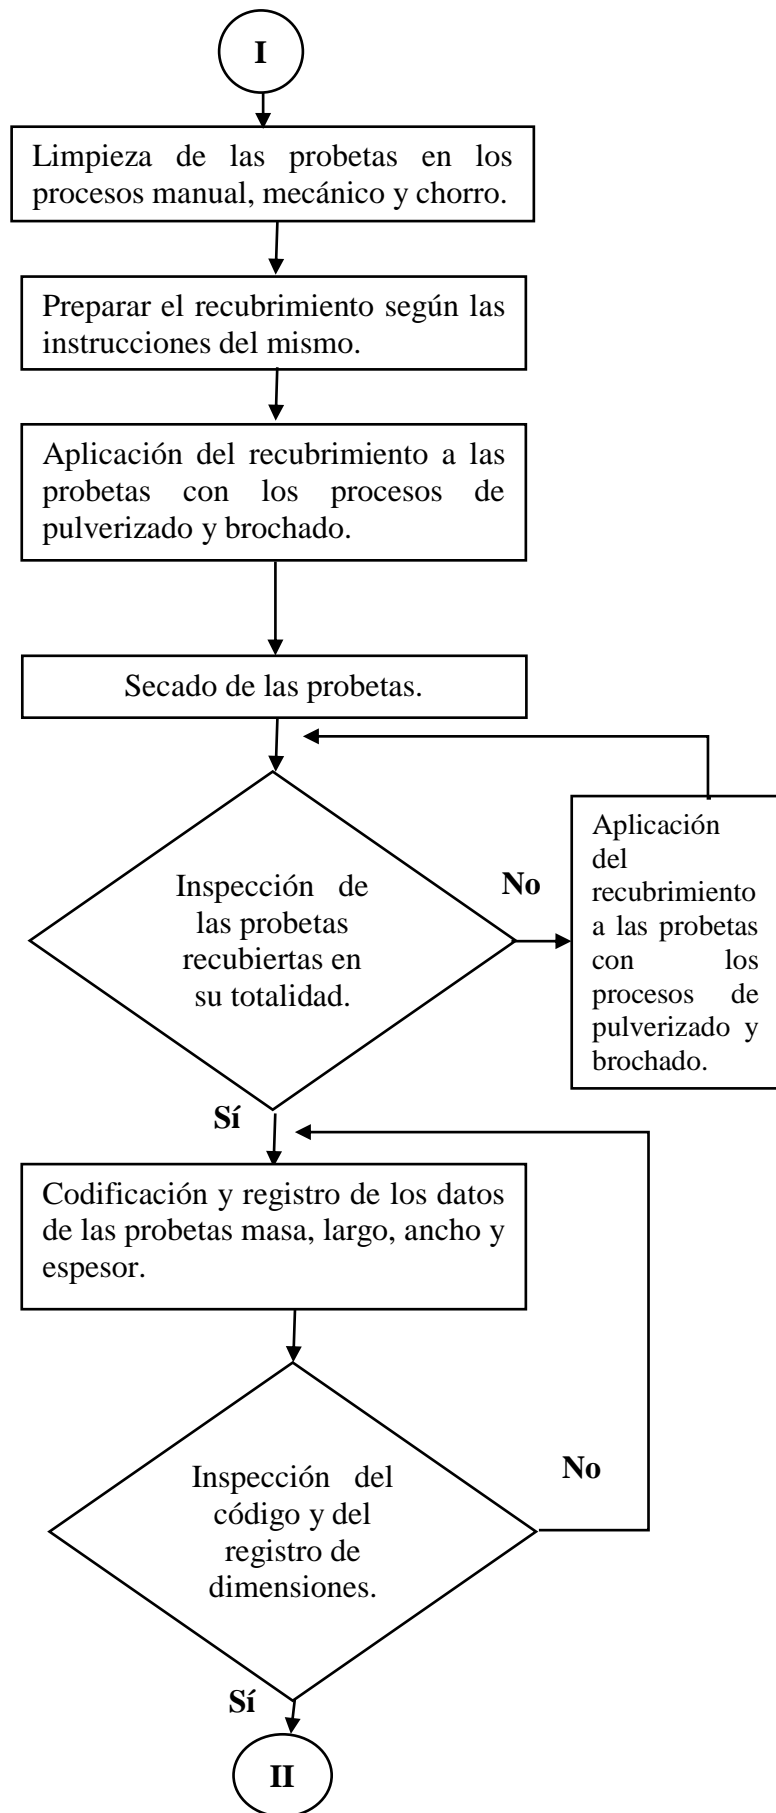 I
Limpieza de las probetas en los
procesos manual, mecánico y chorro.
Preparar el recubrimiento según las
instrucciones del mismo.
Aplicación del recubrimiento a las
probetas con los procesos de
pulverizado y brochado.
Secado de las probetas.
Inspección de
las probetas
recubiertas en
su totalidad.
No
Aplicación
del
recubrimiento
a las probetas
con los
procesos de
pulverizado y
brochado.
Sí
Codificación y registro de los datos
de las probetas masa, largo, ancho y
espesor.
Inspección del
código y del
registro de
dimensiones.
No
Sí
II